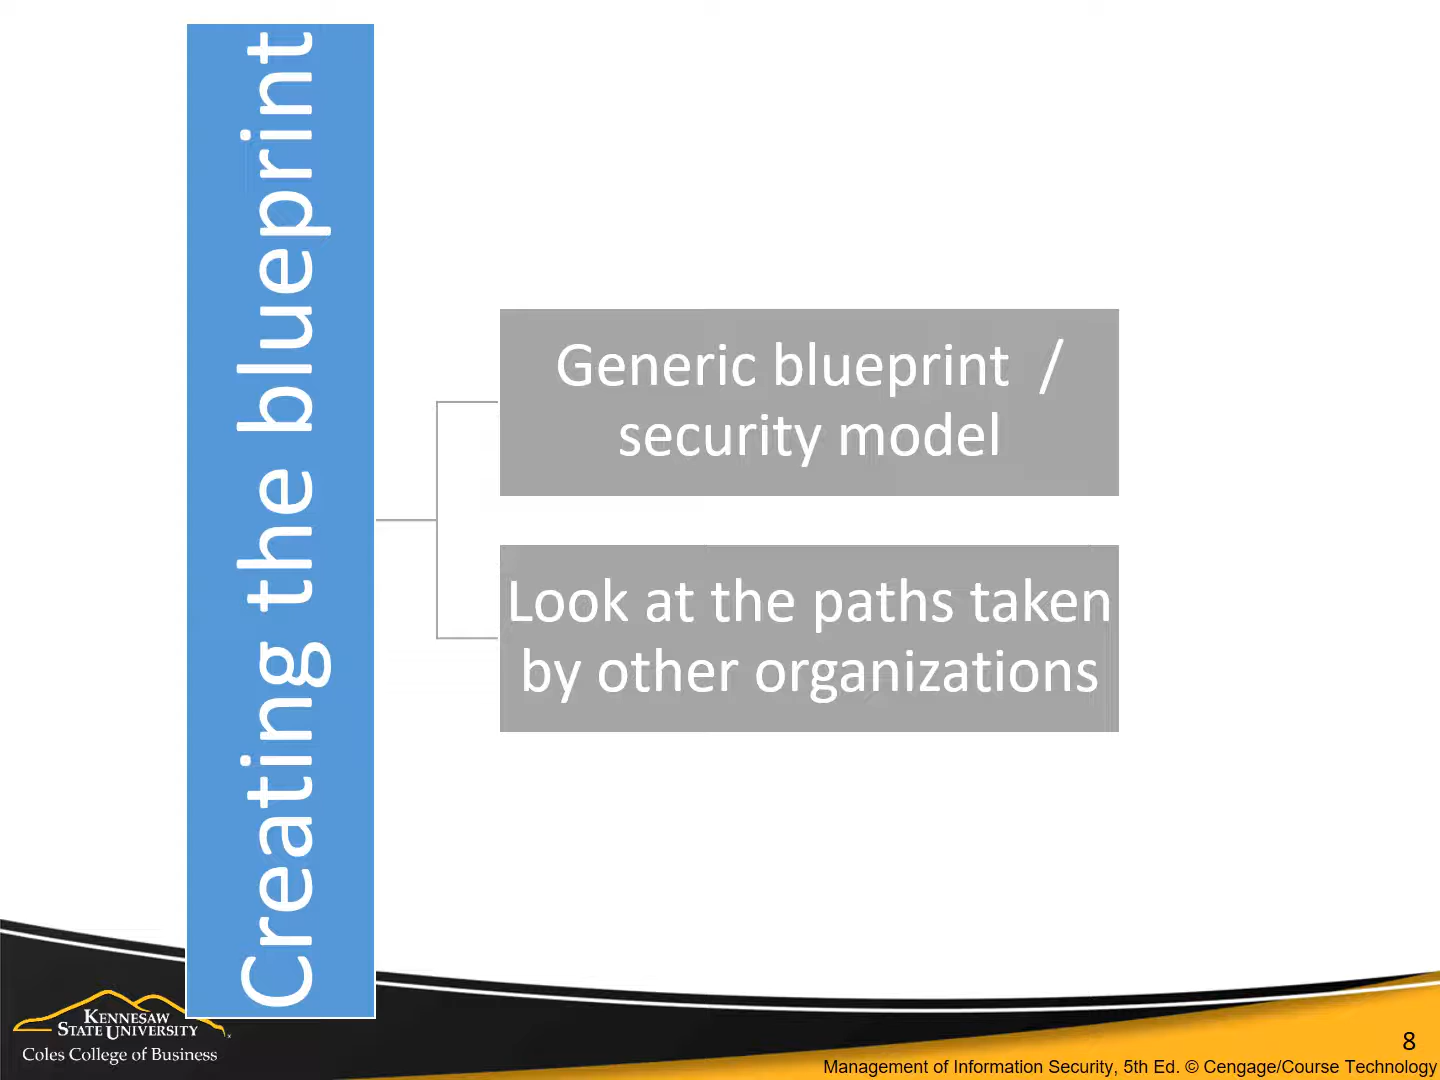 Creating the blueprint
Generic blueprint /
security model
Look at the paths taken
by other organizations
KENNESAW
STATE UNIVERSITY
Coles College of Business
8
Management of Information Security, 5th Ed. © Cengage/Course Technology